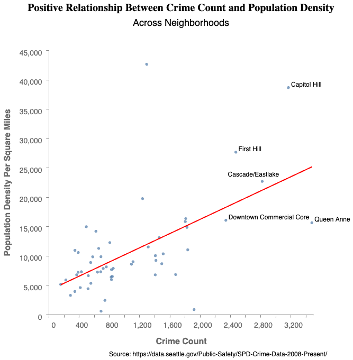 Positive Relationship Between Crime Count and Population Density
Across Neighborhoods
Population Density Per Square Miles
45,000
40,000
35,000
30,000
25,000
20,000
15,000
10,000
5,000
0
Capitol Hill
First Hill
Cascade/Eastlake
Downtown Commercial Core
Queen Anne
0 400 800 1,200 1,600 2,000 2,400 2,800 3,200
Crime Count
Source: https://data.seattle.gov/Public-Safety/SPD-Crime-Data-2008-Present/